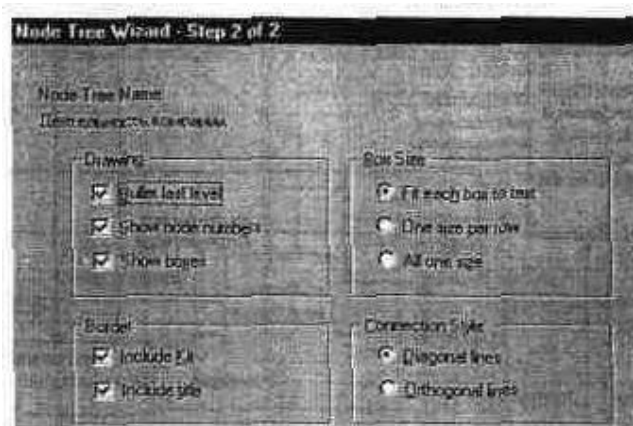 Node Tree Wizard - Step 2 of 2
Node Tree Name
Деятельность компании
Drawing
Bullet last level
Show node numbers
Show boxes
Box Size
Fit each box to text
One size per row
All one size
Border
Include Kit
Include title
Connection Style
Diagonal lines
Orthogonal lines